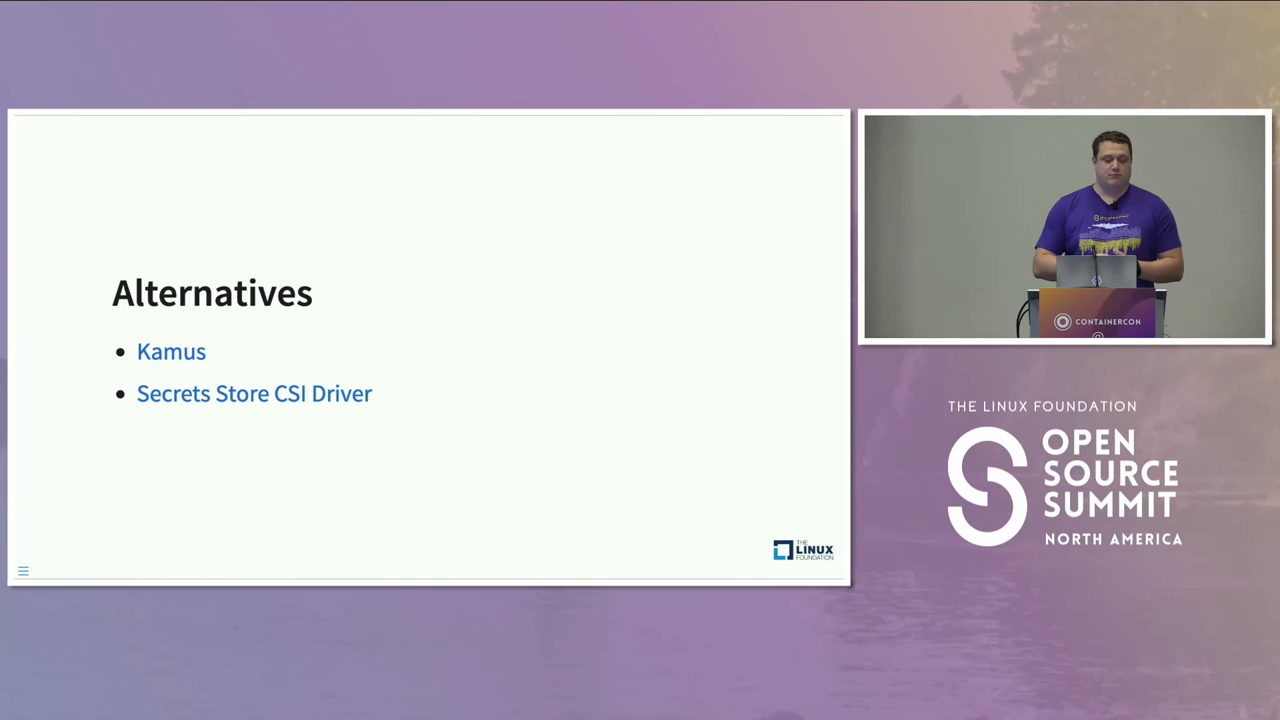 Alternatives
Kamus
Secrets Store CSI Driver
THE
LINUX
FOUNDATION
CONTAINERCON
THE LINUX FOUNDATION
OPEN
SOURCE
SUMMIT
NORTH AMERICA